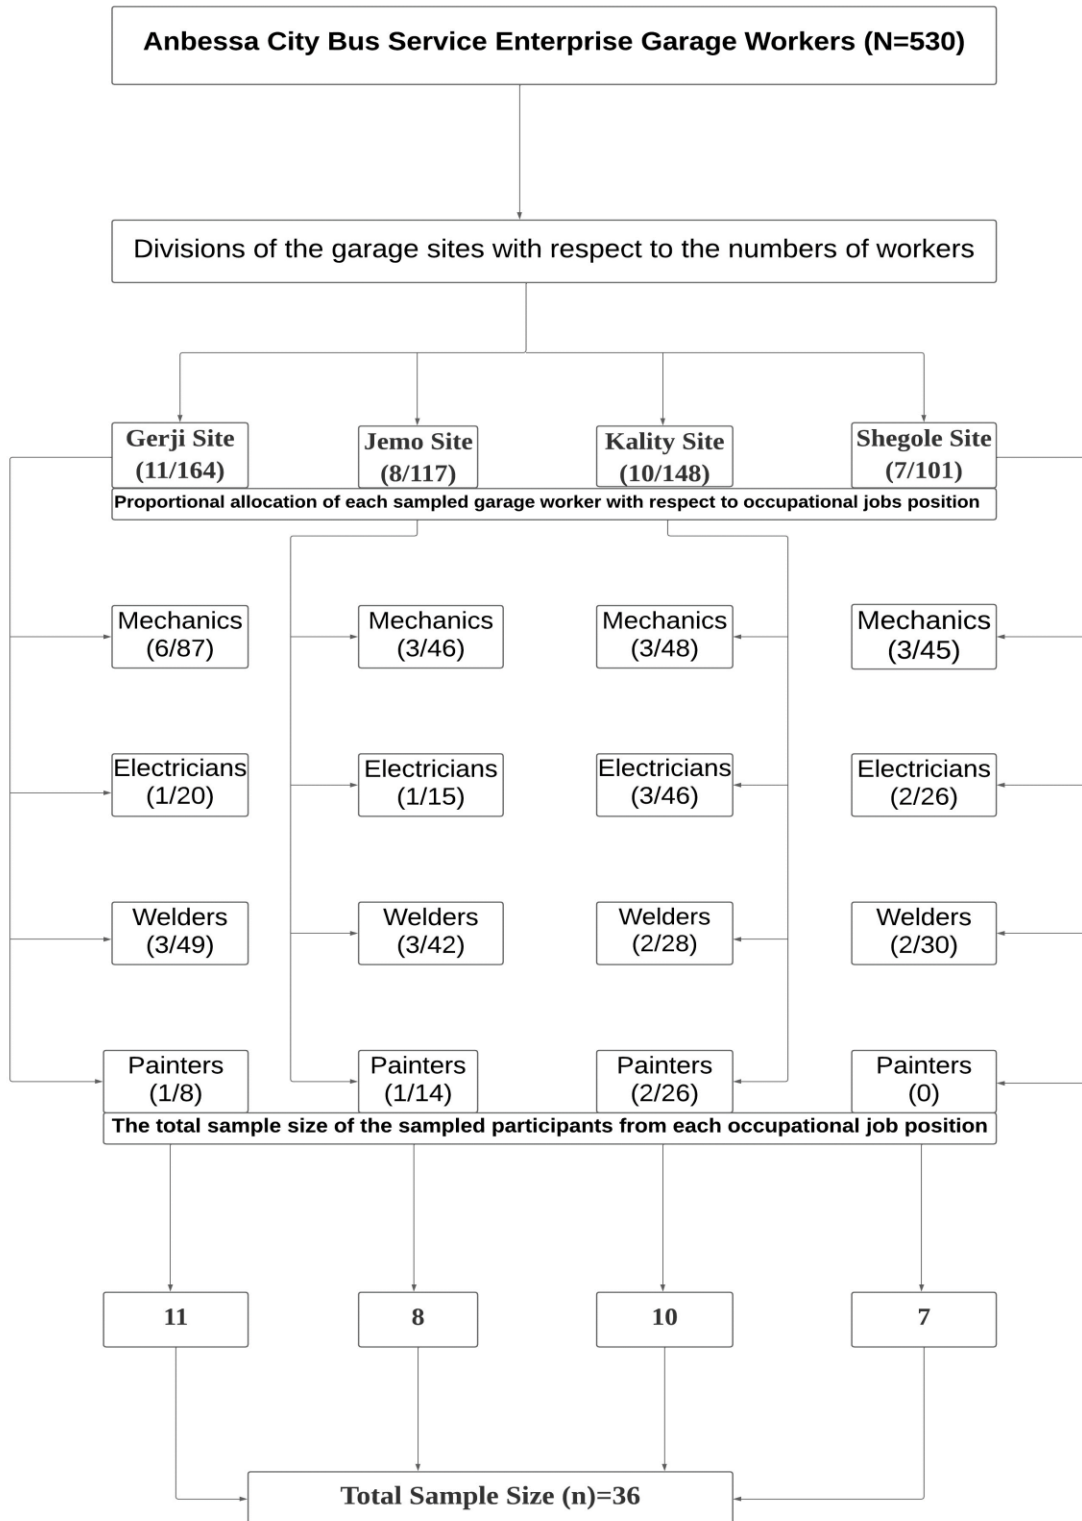 Anbessa City Bus Service Enterprise Garage Workers (N=530)
Divisions of the garage sites with respect to the numbers of workers
Gerji Site
(11/164)
Jemo Site
(8/117)
Kality Site
(10/148)
Shegole Site
(7/101)
Proportional allocation of each sampled garage worker with respect to occupational jobs position
Mechanics
(6/87)
Mechanics
(3/46)
Mechanics
(3/48)
Mechanics
(3/45)
Electricians
(1/20)
Electricians
(1/15)
Electricians
(3/46)
Electricians
(2/26)
Welders
(3/49)
Welders
(3/42)
Welders
(2/28)
Welders
(2/30)
Painters
(1/8)
Painters
(1/14)
Painters
(2/26)
Painters
(0)
The total sample size of the sampled participants from each occupational job position
11
8
10
7
Total Sample Size (n)=36